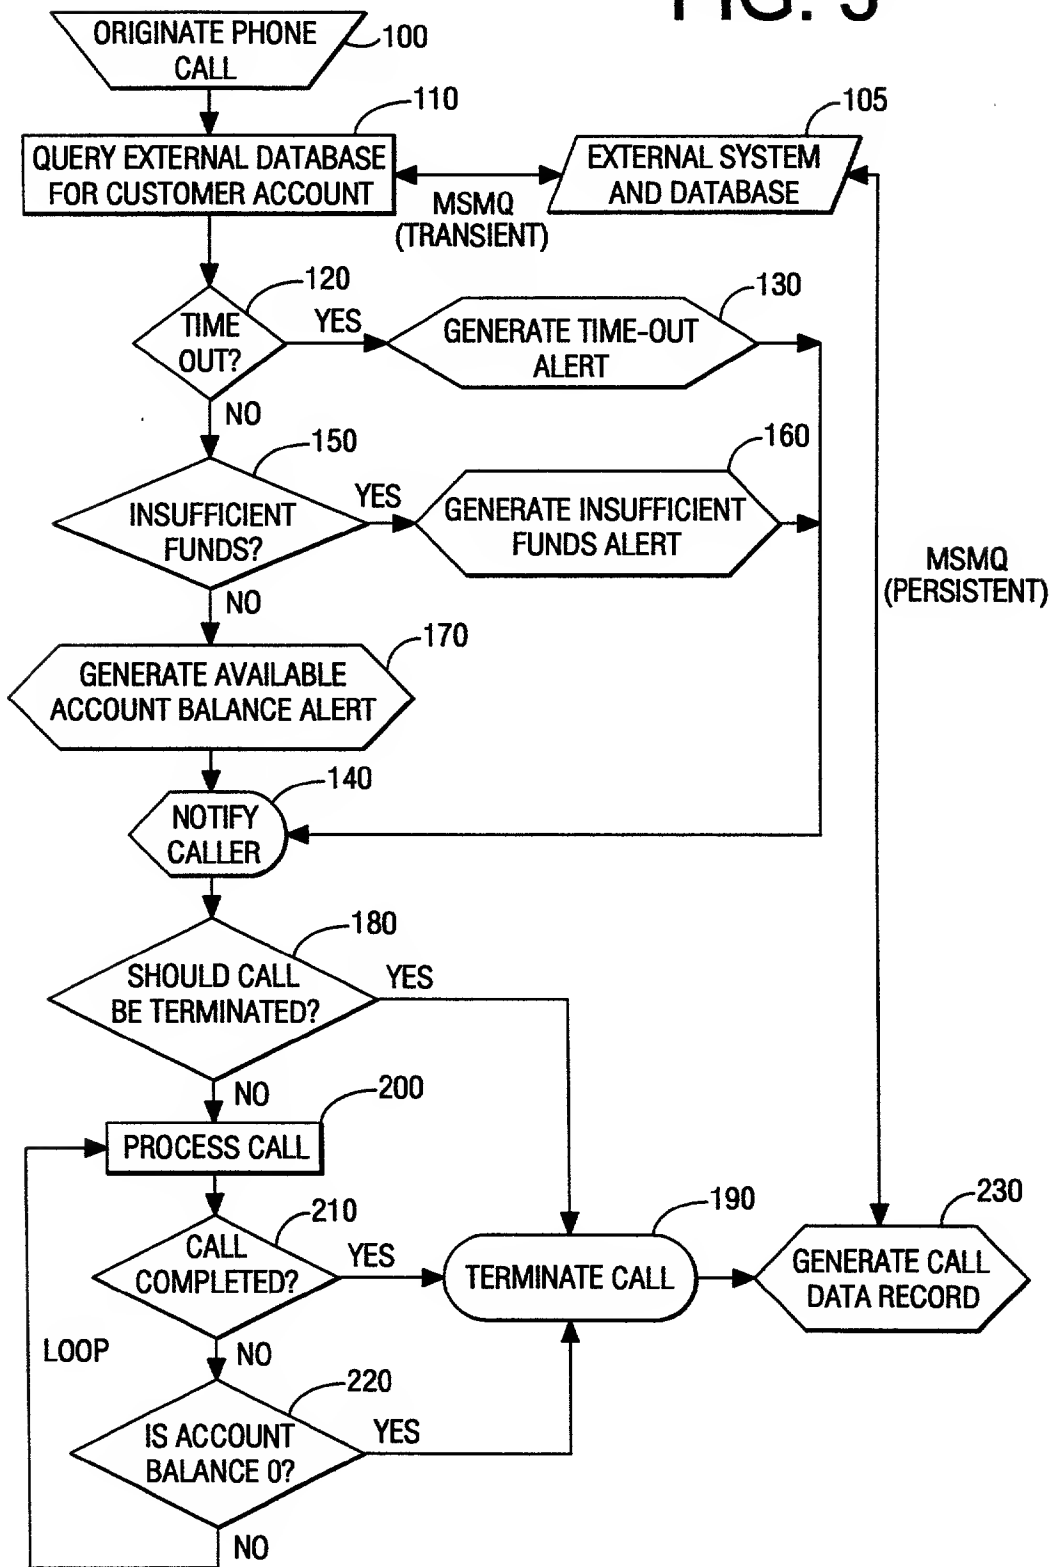 FIG. 3
ORIGINATE PHONE
CALL
100
110
105
QUERY EXTERNAL DATABASE
FOR CUSTOMER ACCOUNT
EXTERNAL SYSTEM
AND DATABASE
MSMQ
(TRANSIENT)
120
TIME
OUT?
YES
130
GENERATE TIME-OUT
ALERT
NO
150
INSUFFICIENT
FUNDS?
YES
160
GENERATE INSUFFICIENT
FUNDS ALERT
MSMQ
(PERSISTENT)
NO
170
GENERATE AVAILABLE
ACCOUNT BALANCE ALERT
140
NOTIFY
CALLER
180
SHOULD CALL
BE TERMINATED?
YES
NO
200
PROCESS CALL
210
CALL
COMPLETED?
YES
190
TERMINATE CALL
230
GENERATE CALL
DATA RECORD
LOOP
NO
220
IS ACCOUNT
BALANCE 0?
YES
NO